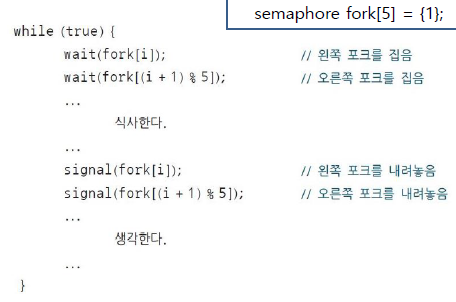 semaphore fork[5] = {1};
while (true) {
wait(fork[i]); // 왼쪽 포크를 집음
wait(fork[(i + 1) % 5]); // 오른쪽 포크를 집음
...
식사한다.
...
signal(fork[i]); // 왼쪽 포크를 내려놓음
signal(fork[(i + 1) % 5]); // 오른쪽 포크를 내려놓음
...
생각한다.
...
}